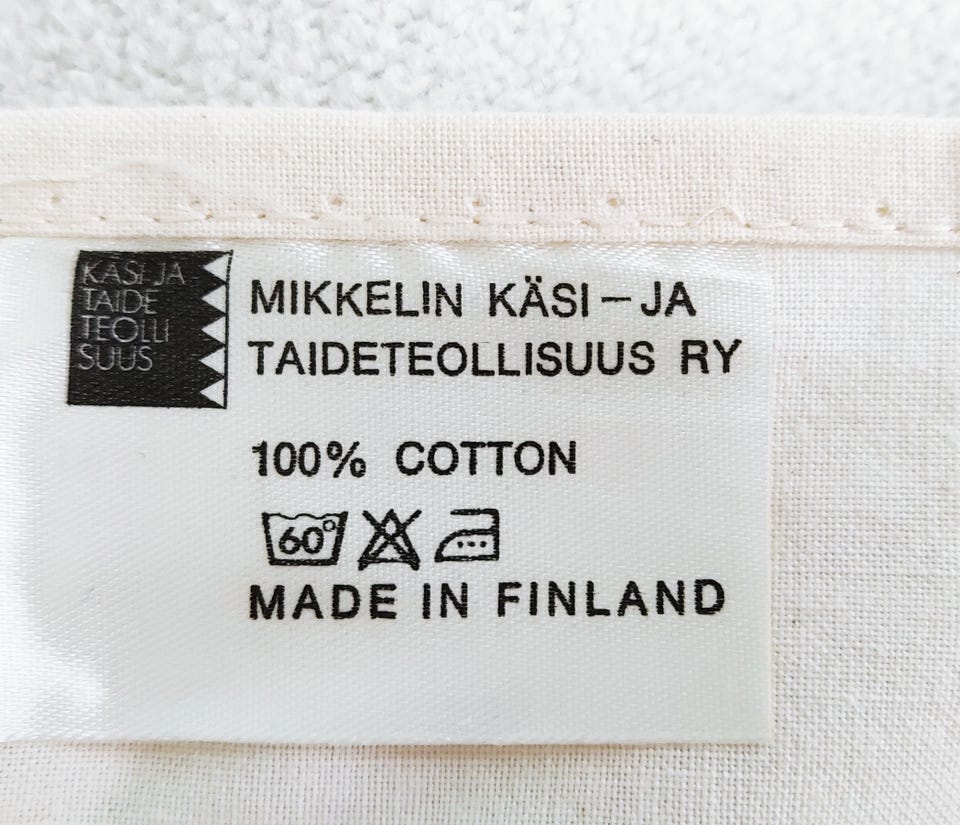 KÄSI JA
TAIDE
TEOLLI
SUUS
MIKKELIN KÄSI–JA
TAIDETEOLLISUUS RY
100% COTTON
60°
MADE IN FINLAND